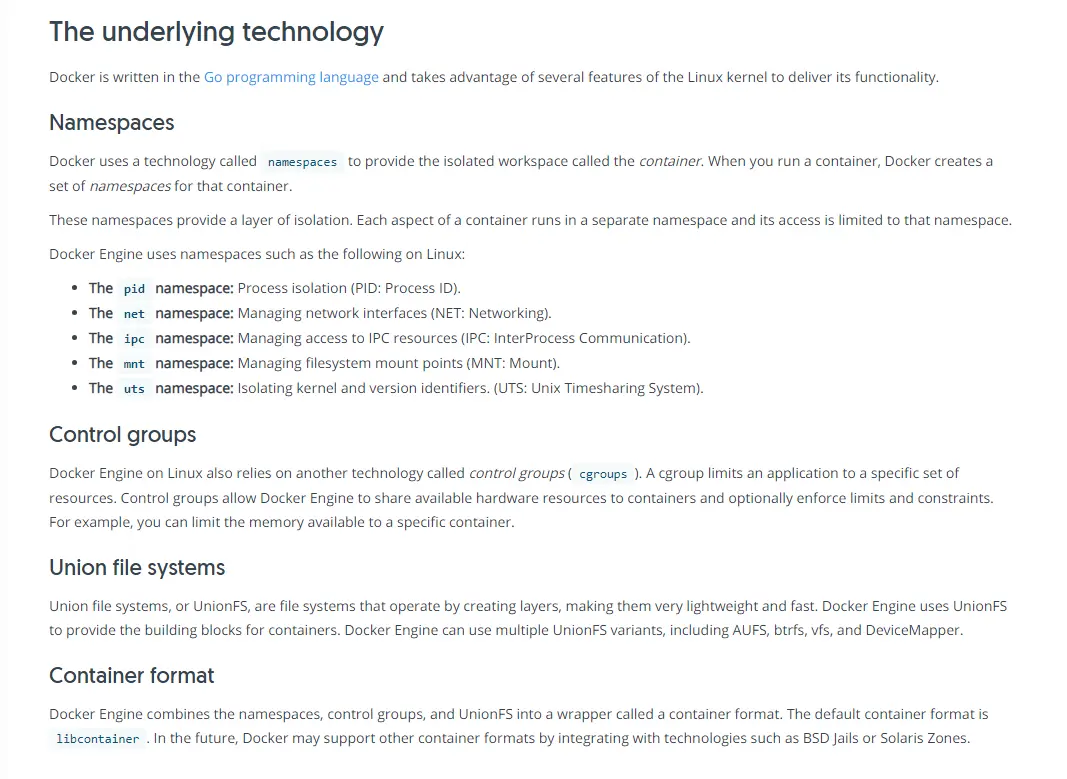 The underlying technology
Docker is written in the Go programming language and takes advantage of several features of the Linux kernel to deliver its functionality.
Namespaces
Docker uses a technology called namespaces to provide the isolated workspace called the container. When you run a container, Docker creates a
set of namespaces for that container.
These namespaces provide a layer of isolation. Each aspect of a container runs in a separate namespace and its access is limited to that namespace.
Docker Engine uses namespaces such as the following on Linux:
• The pid namespace: Process isolation (PID: Process ID).
• The net namespace: Managing network interfaces (NET: Networking).
• The ipc namespace: Managing access to IPC resources (IPC: InterProcess Communication).
• The mnt namespace: Managing filesystem mount points (MNT: Mount).
• The uts namespace: Isolating kernel and version identifiers. (UTS: Unix Timesharing System).
Control groups
Docker Engine on Linux also relies on another technology called control groups ( cgroups ). A cgroup limits an application to a specific set of
resources. Control groups allow Docker Engine to share available hardware resources to containers and optionally enforce limits and constraints.
For example, you can limit the memory available to a specific container.
Union file systems
Union file systems, or UnionFS, are file systems that operate by creating layers, making them very lightweight and fast. Docker Engine uses UnionFS
to provide the building blocks for containers. Docker Engine can use multiple UnionFS variants, including AUFS, btrfs, vfs, and DeviceMapper.
Container format
Docker Engine combines the namespaces, control groups, and UnionFS into a wrapper called a container format. The default container format is
libcontainer . In the future, Docker may support other container formats by integrating with technologies such as BSD Jails or Solaris Zones.